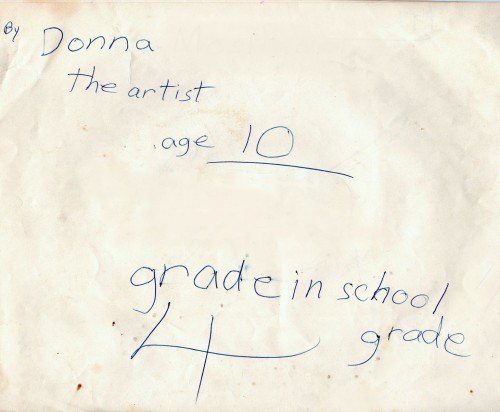 By Donna
the artist
age 10
grade in school
4 grade